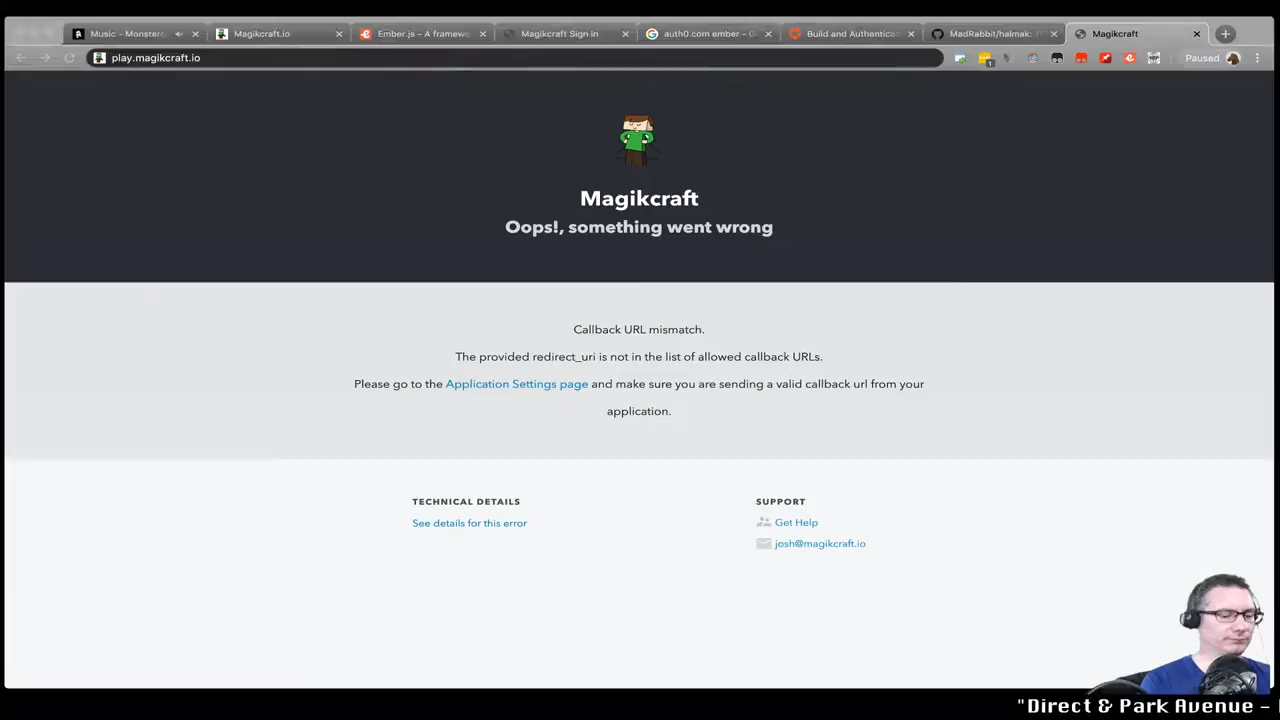 Music – Monsterc
Magikcraft.io
Ember.js – A framew
Magikcraft Sign in
auth0.com ember – G
Build and Authentica
MadRabbit/halmak:
Magikcraft
play.magikcraft.io
Paused
Magikcraft
Oops!, something went wrong
Callback URL mismatch.
The provided redirect_uri is not in the list of allowed callback URLs.
Please go to the Application Settings page and make sure you are sending a valid callback url from your
application.
TECHNICAL DETAILS
See details for this error
SUPPORT
Get Help
josh@magikcraft.io
"Direct & Park Avenue –